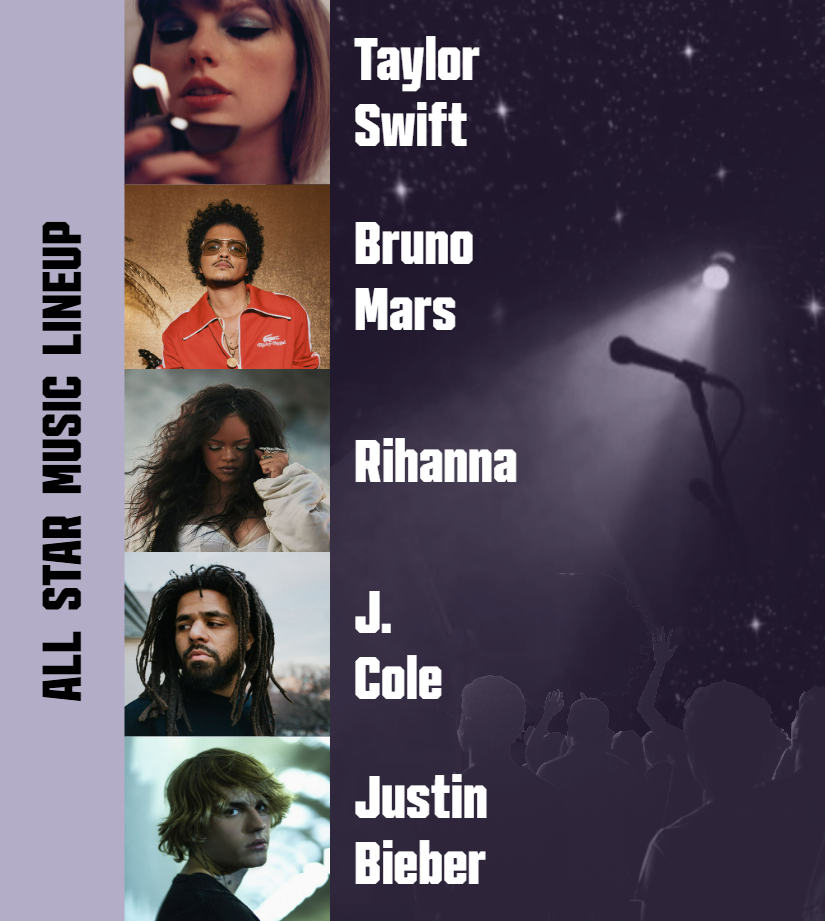 ALL STAR MUSIC LINEUP
Taylor
Swift
Bruno
Mars
Rihanna
J.
Cole
Justin
Bieber